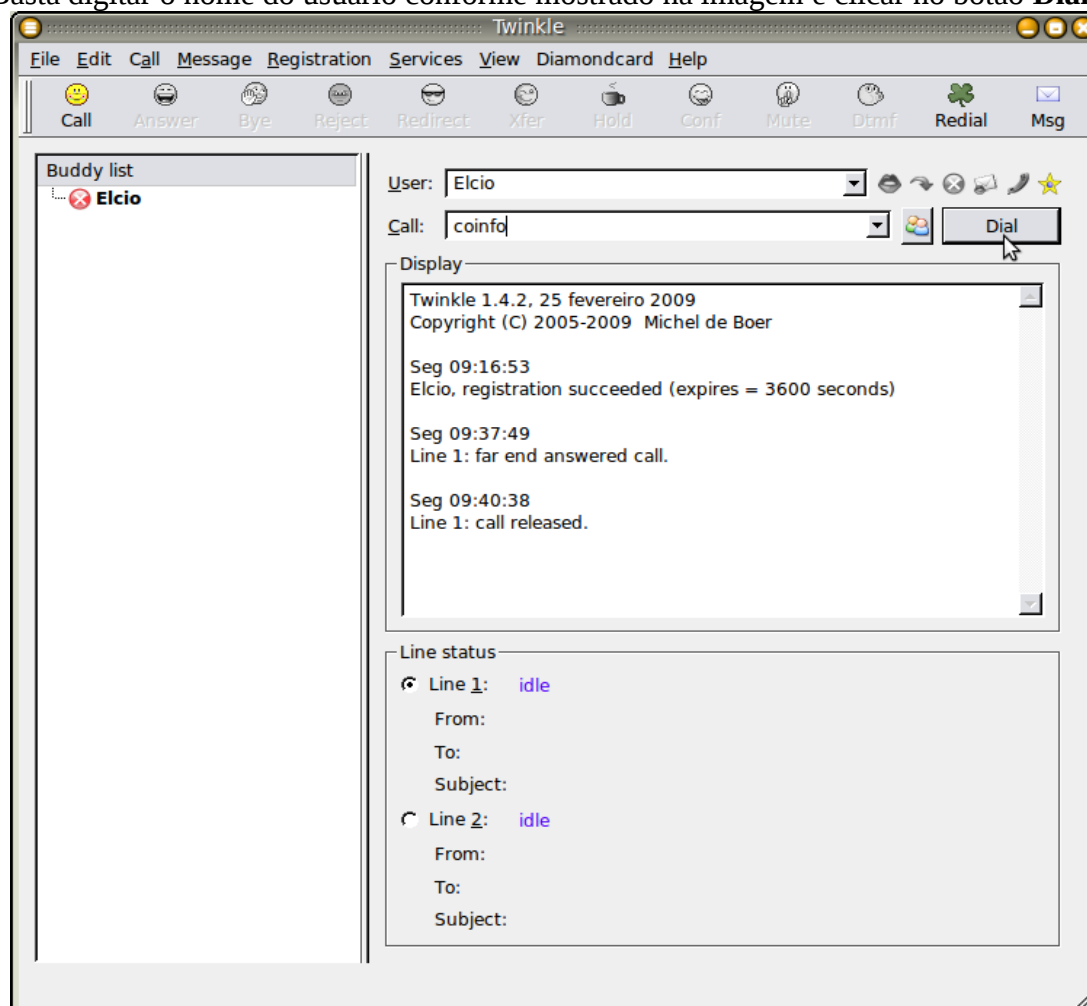 Basta digitar o nome do usuário conforme mostrado na imagem e clicar no botão Dial
Twinkle
File Edit Call Message Registration Services View Diamondcard Help
Call Answer Bye Reject Redirect Xfer Hold Conf Mute Dtmf Redial Msg
Buddy list
Elcio
User: Elcio
Call: coinfo
Dial
Display
Twinkle 1.4.2, 25 fevereiro 2009
Copyright (C) 2005-2009 Michel de Boer
Seg 09:16:53
Elcio, registration succeeded (expires = 3600 seconds)
Seg 09:37:49
Line 1: far end answered call.
Seg 09:40:38
Line 1: call released.
Line status
Line 1: idle
From:
To:
Subject:
Line 2: idle
From:
To:
Subject: